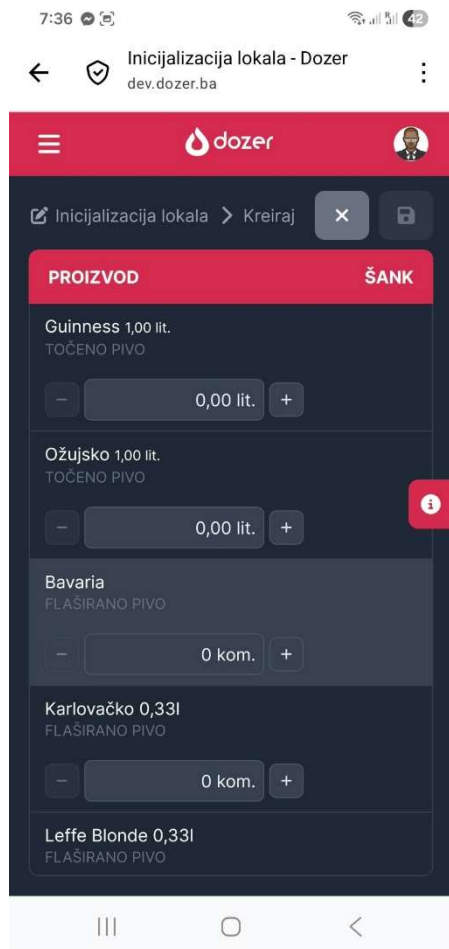 7:36
42
Inicijalizacija lokala - Dozer
dev.dozer.ba
dozer
Inicijalizacija lokala > Kreiraj
PROIZVOD ŠANK
Guinness 1,00 lit.
TOČENO PIVO
− 0,00 lit. +
Ožujsko 1,00 lit.
TOČENO PIVO
− 0,00 lit. +
Bavaria
FLAŠIRANO PIVO
− 0 kom. +
Karlovačko 0,33l
FLAŠIRANO PIVO
− 0 kom. +
Leffe Blonde 0,33l
FLAŠIRANO PIVO